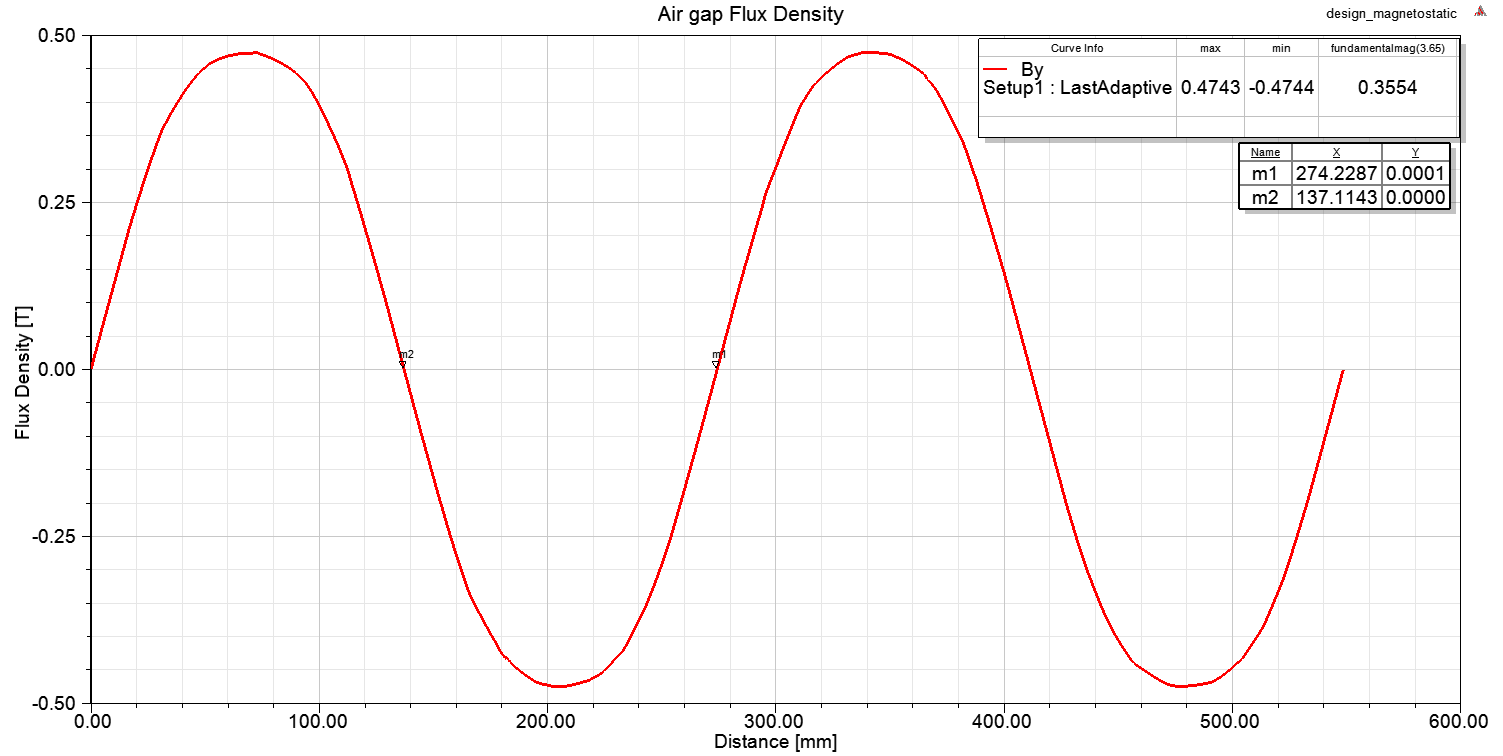 Air gap Flux Density
design_magnetostatic
Curve Info max min fundamentalmag(3.65)
By
Setup1 : LastAdaptive 0.4743 -0.4744 0.3554
Name X Y
m1 274.2287 0.0001
m2 137.1143 0.0000
0.50
0.25
0.00
-0.25
-0.50
Flux Density [T]
m2
m1
0.00 100.00 200.00 300.00 400.00 500.00 600.00
Distance [mm]